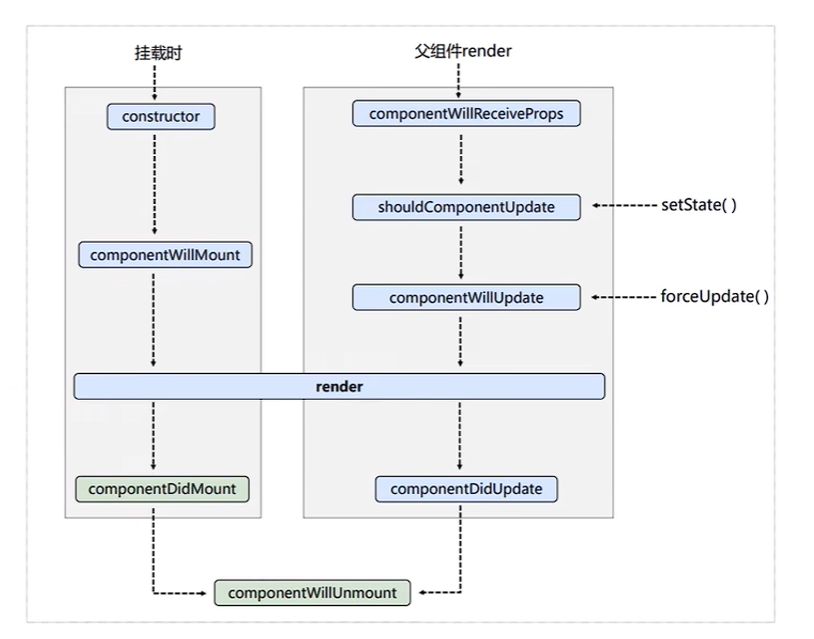 挂载时
父组件render
constructor
componentWillReceiveProps
shouldComponentUpdate
setState( )
componentWillMount
componentWillUpdate
forceUpdate( )
render
componentDidMount
componentDidUpdate
componentWillUnmount